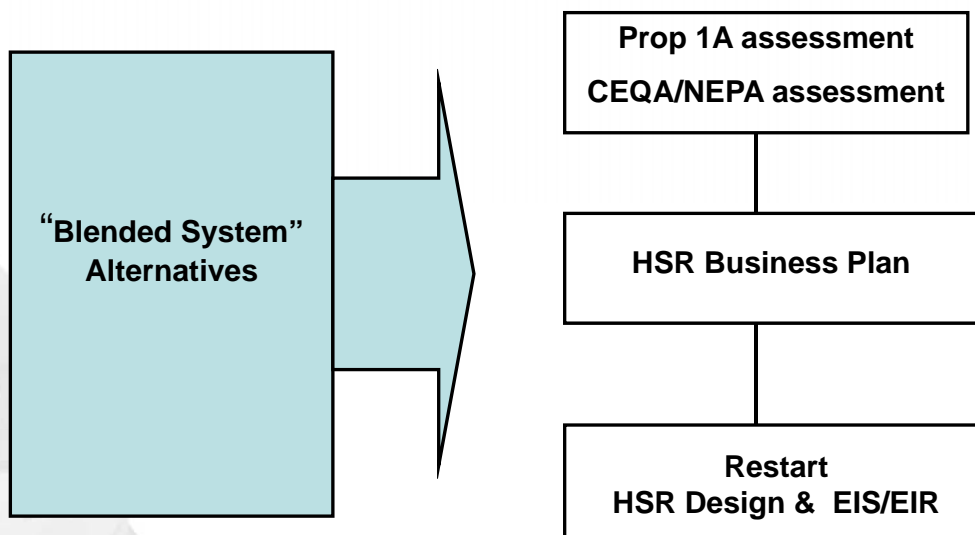 “Blended System”
Alternatives
Prop 1A assessment
CEQA/NEPA assessment
HSR Business Plan
Restart
HSR Design & EIS/EIR